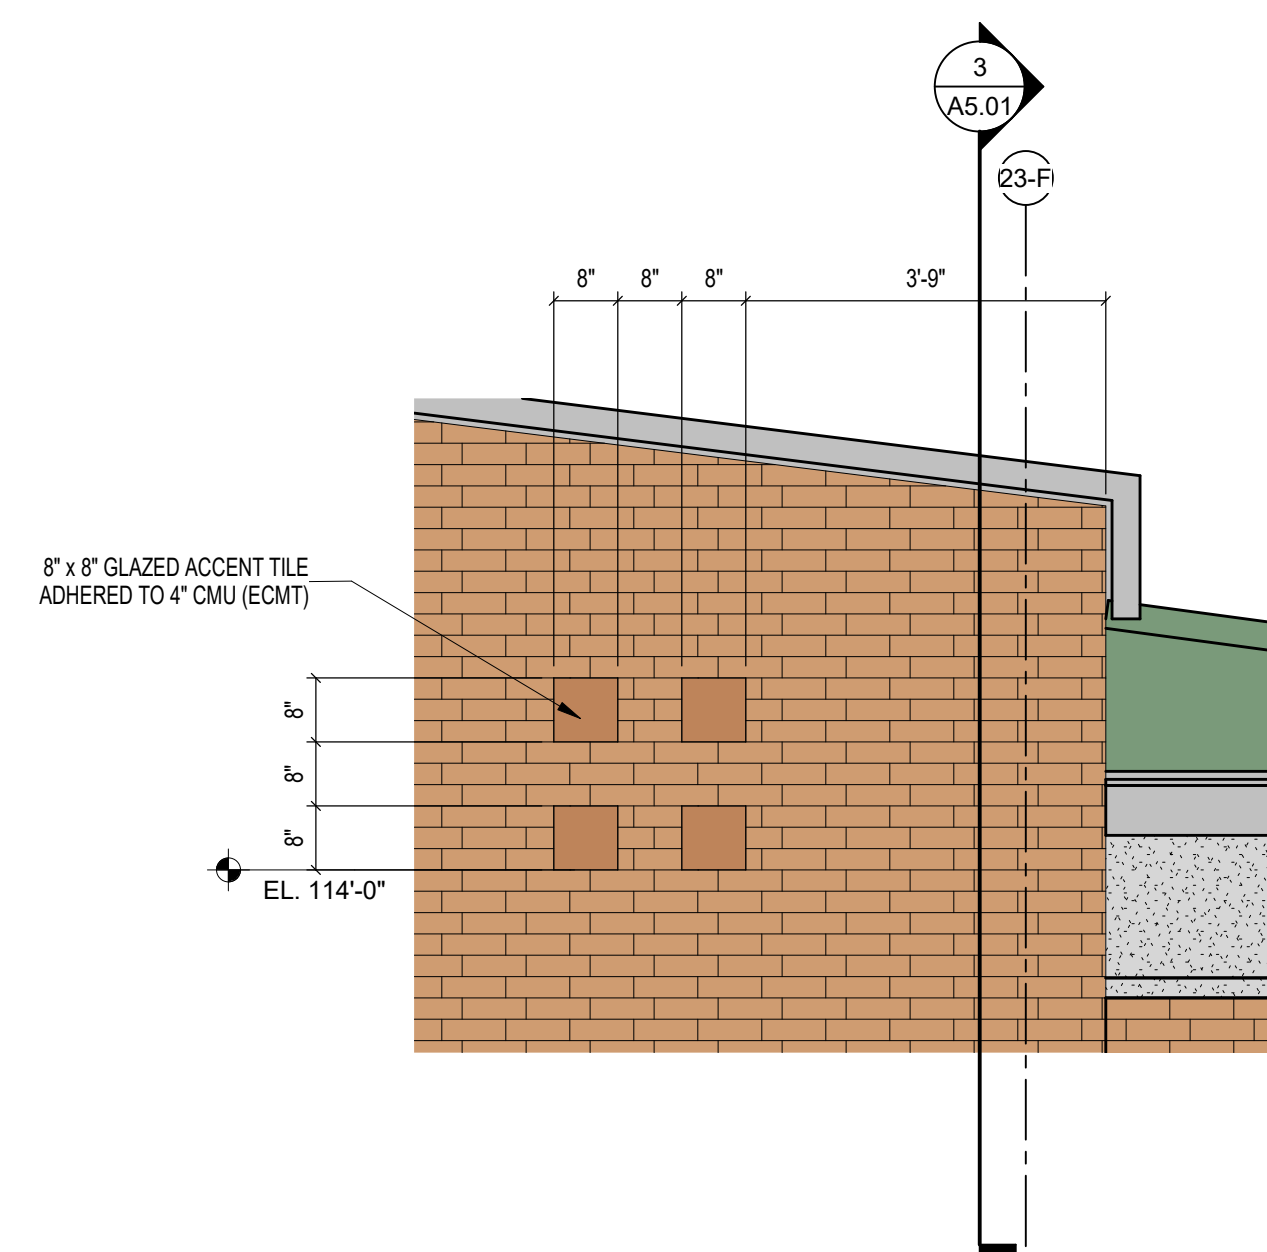 3
A5.01
23-F
8" 8" 8" 3'-9"
8" x 8" GLAZED ACCENT TILE
ADHERED TO 4" CMU (ECMT)
8"
8"
8"
EL. 114'-0"